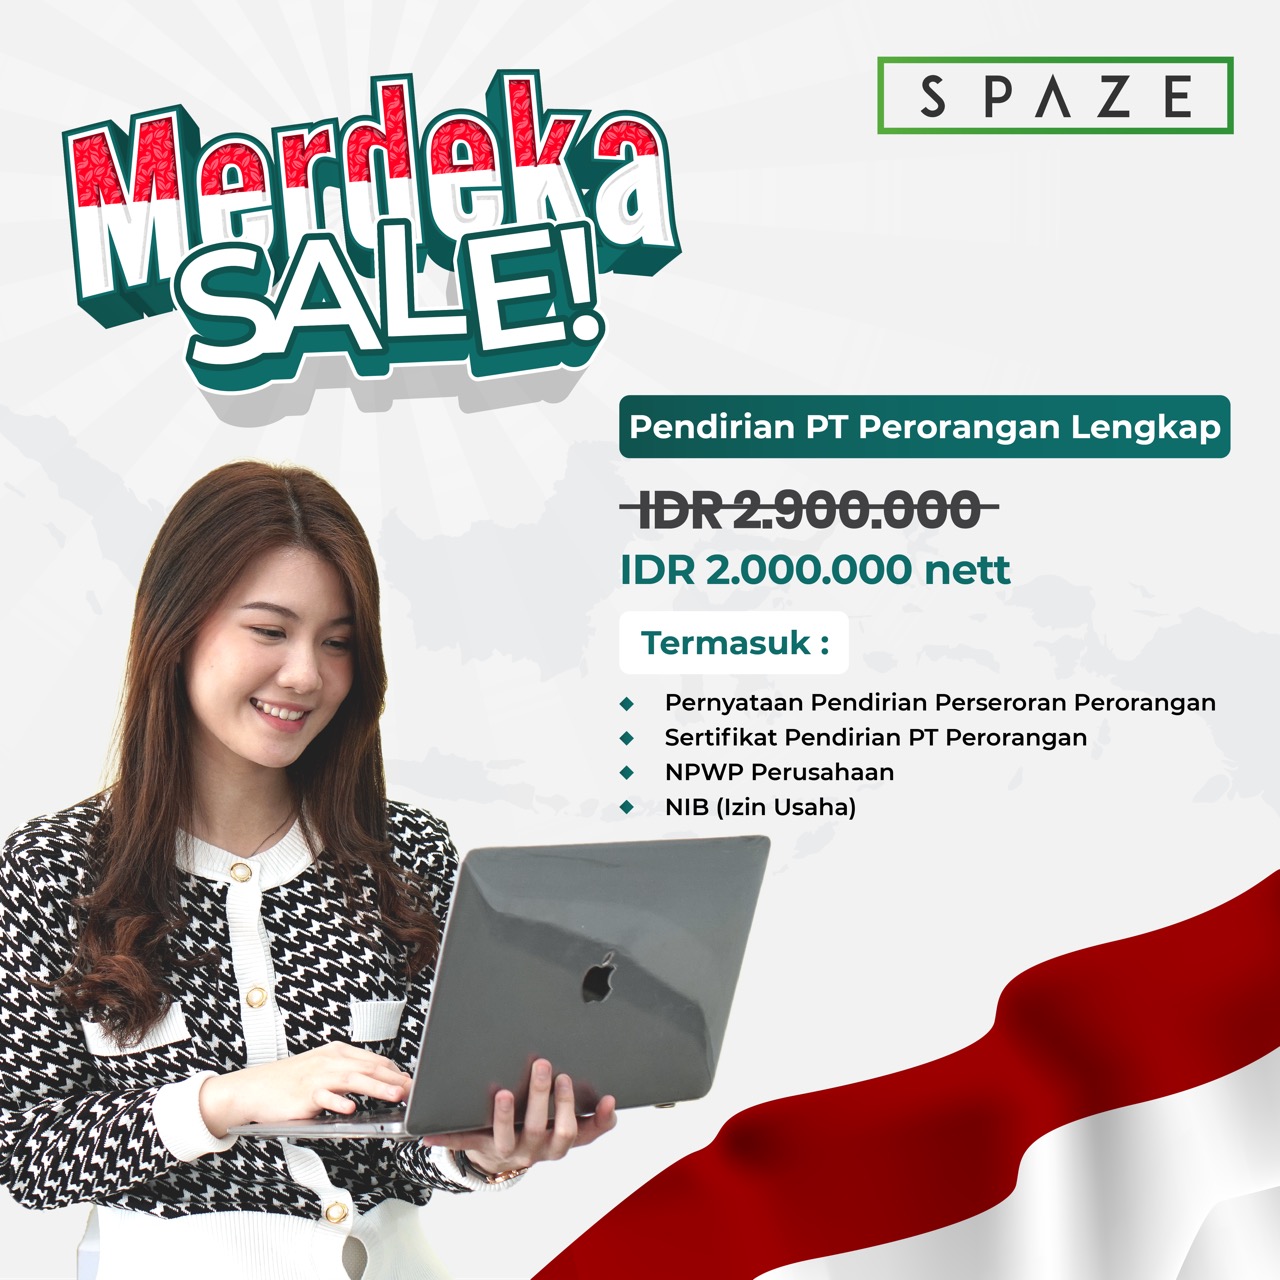 Merdeka
SALE!
SPAZE
Pendirian PT Perorangan Lengkap
IDR 2.900.000
IDR 2.000.000 nett
Termasuk :
Pernyataan Pendirian Perseroran Perorangan
Sertifikat Pendirian PT Perorangan
NPWP Perusahaan
NIB (Izin Usaha)